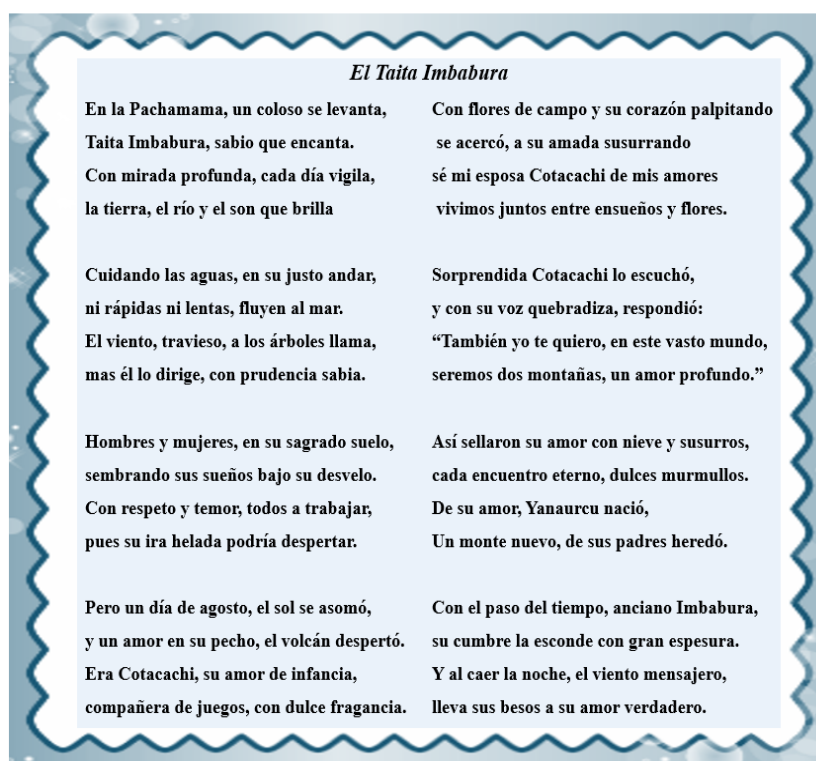 El Taita Imbabura
En la Pachamama, un coloso se levanta,
Taita Imbabura, sabio que encanta.
Con mirada profunda, cada día vigila,
la tierra, el río y el son que brilla
Cuidando las aguas, en su justo andar,
ni rápidas ni lentas, fluyen al mar.
El viento, travieso, a los árboles llama,
mas él lo dirige, con prudencia sabia.
Hombres y mujeres, en su sagrado suelo,
sembrando sus sueños bajo su desvelo.
Con respeto y temor, todos a trabajar,
pues su ira helada podría despertar.
Pero un día de agosto, el sol se asomó,
y un amor en su pecho, el volcán despertó.
Era Cotacachi, su amor de infancia,
compañera de juegos, con dulce fragancia.
Con flores de campo y su corazón palpitando
se acercó, a su amada susurrando
sé mi esposa Cotacachi de mis amores
vivimos juntos entre ensueños y flores.
Sorprendida Cotacachi lo escuchó,
y con su voz quebradiza, respondió:
“También yo te quiero, en este vasto mundo,
seremos dos montañas, un amor profundo.”
Así sellaron su amor con nieve y susurros,
cada encuentro eterno, dulces murmullos.
De su amor, Yanaurcu nació,
Un monte nuevo, de sus padres heredó.
Con el paso del tiempo, anciano Imbabura,
su cumbre la esconde con gran espesura.
Y al caer la noche, el viento mensajero,
lleva sus besos a su amor verdadero.